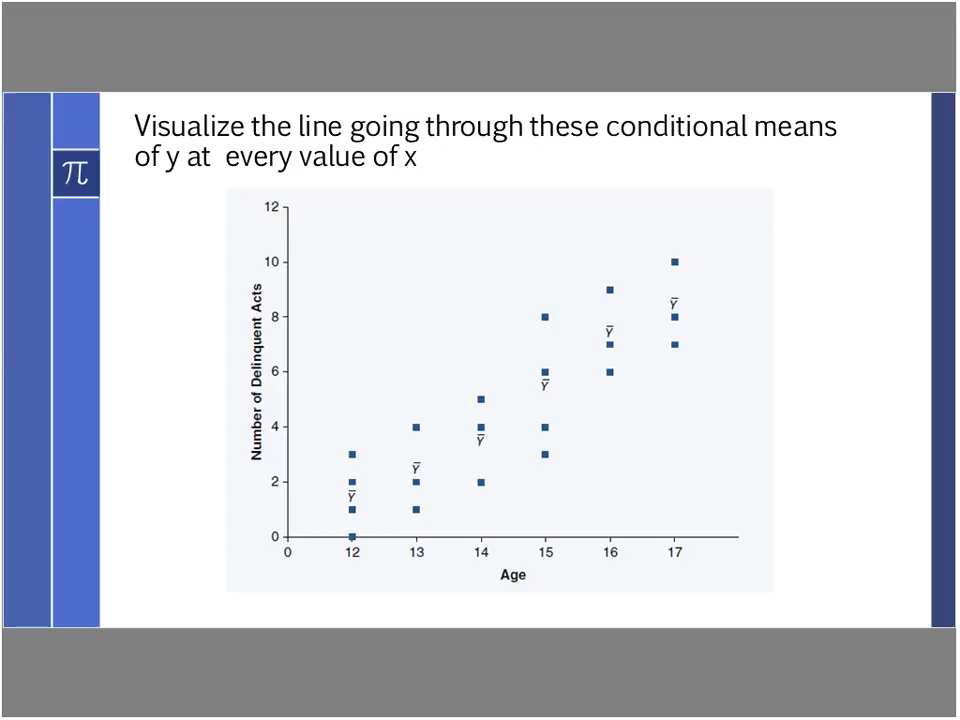 Visualize the line going through these conditional means
of y at  every value of x
π
12
10
8
6
4
2
0
Number of Delinquent Acts
Ȳ
Ȳ
Ȳ
Ȳ
Ȳ
Ȳ
0 12 13 14 15 16 17
Age